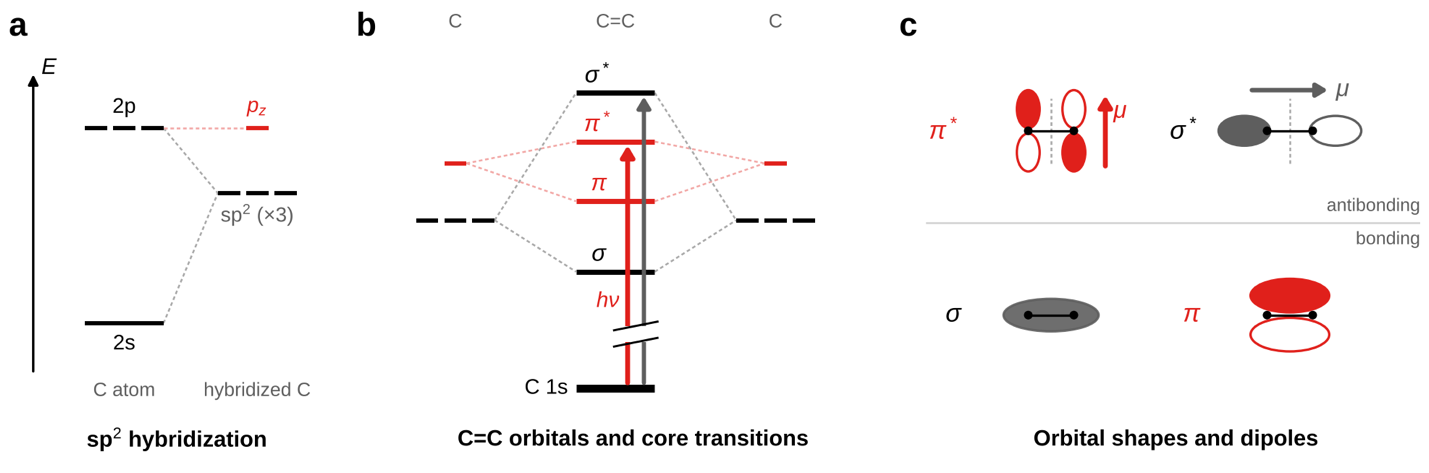 a
E
2p
p_z
sp² (×3)
2s
C atom
hybridized C
sp² hybridization
b
C
C=C
C
σ*
π*
π
σ
hν
C 1s
C=C orbitals and core transitions
c
π*
μ
σ*
μ
antibonding
bonding
σ
π
Orbital shapes and dipoles